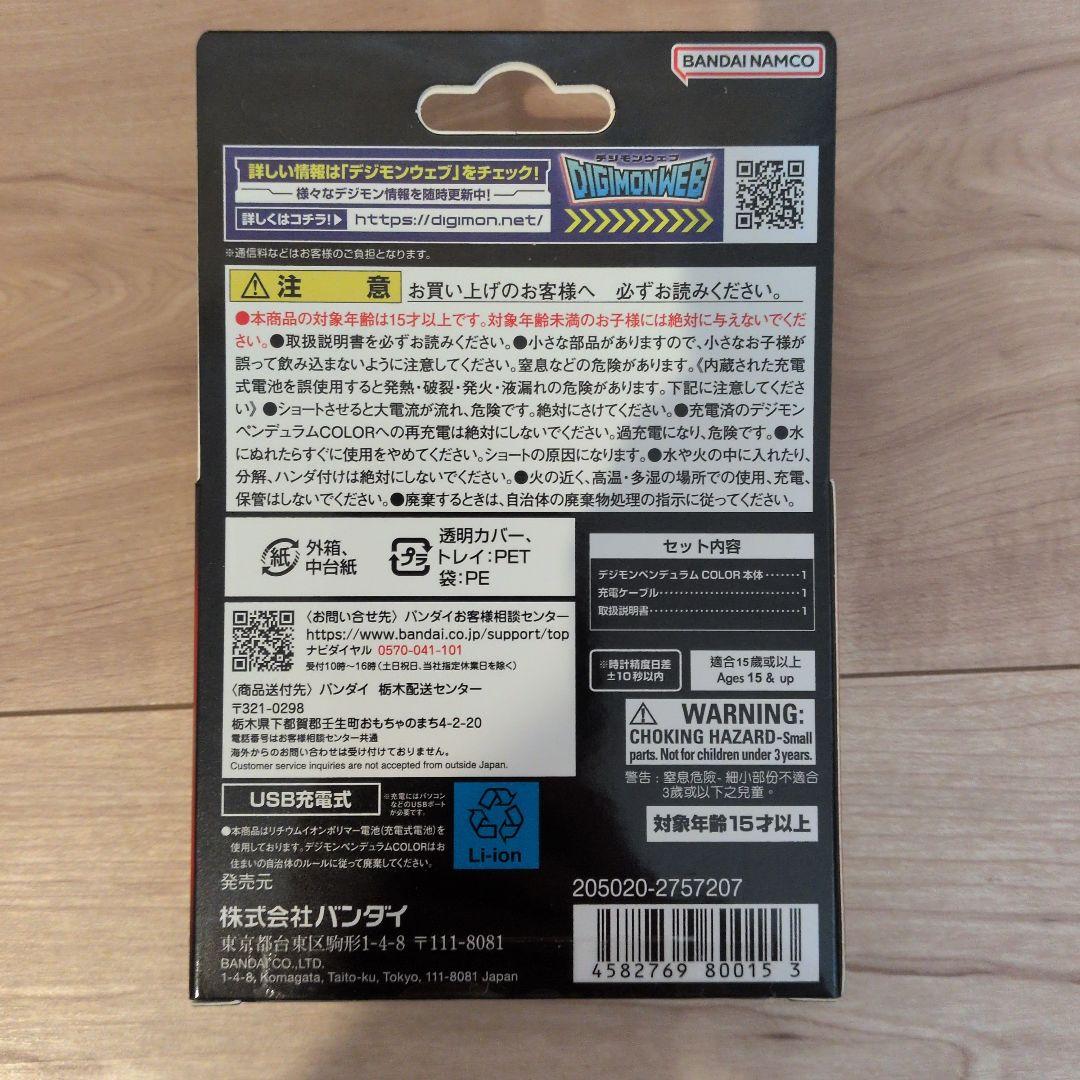 BANDAI NAMCO
詳しい情報は「デジモンウェブ」をチェック!
様々なデジモン情報を随時更新中!
詳しくはコチラ!▶ https://digimon.net/
デジモンウェブ
DIGIMONWEB
※通信料などはお客様のご負担となります。
⚠注 意 お買い上げのお客様へ 必ずお読みください。
●本商品の対象年齢は15才以上です。対象年齢未満のお子様には絶対に与えないでくだ
さい。●取扱説明書を必ずお読みください。●小さな部品がありますので、小さなお子様が
誤って飲み込まないように注意してください。窒息などの危険があります。《内蔵された充電
式電池を誤使用すると発熱・破裂・発火・液漏れの危険があります。下記に注意してくださ
い》●ショートさせると大電流が流れ、危険です。絶対にさけてください。●充電済のデジモン
ペンデュラムCOLORへの再充電は絶対にしないでください。過充電になり、危険です。●水
にぬれたらすぐに使用をやめてください。ショートの原因になります。●水や火の中に入れたり、
分解、ハンダ付けは絶対にしないでください。●火の近く、高温・多湿の場所での使用、充電、
保管はしないでください。●廃棄するときは、自治体の廃棄物処理の指示に従ってください。
紙 外箱、
中台紙
プラ 透明カバー、
トレイ:PET
袋:PE
セット内容
デジモンペンデュラム COLOR 本体・・・・・・・1
充電ケーブル・・・・・・・・・・・・・・・・・・・・・・・1
取扱説明書・・・・・・・・・・・・・・・・・・・・・・・・・1
〈お問い合せ先〉バンダイお客様相談センター
https://www.bandai.co.jp/support/top
ナビダイヤル 0570-041-101
受付10時〜16時(土日祝日、当社指定休業日を除く)
〈商品送付先〉バンダイ 栃木配送センター
〒321-0298
栃木県下都賀郡壬生町おもちゃのまち4-2-20
電話番号はお客様相談センター共通
海外からのお問い合わせは受け付けておりません。
Customer service inquiries are not accepted from outside Japan.
※時計精度日差
±10秒以内
適合15歲或以上
Ages 15 & up
⚠ WARNING:
CHOKING HAZARD-Small
parts. Not for children under 3 years.
警告:窒息危險-細小部份不適合
3歲或以下之兒童。
対象年齢15才以上
USB充電式
※充電にはパソコン
などのUSBポート
が必要です。
●本商品はリチウムイオンポリマー電池(充電式電池)を
使用しております。デジモンペンデュラムCOLORはお
住まいの自治体のルールに従って廃棄してください。
Li-ion
発売元
株式会社バンダイ
東京都台東区駒形1-4-8 〒111-8081
BANDAI CO.,LTD.
1-4-8, Komagata, Taito-ku, Tokyo, 111-8081 Japan
205020-2757207
4582769 80015 3